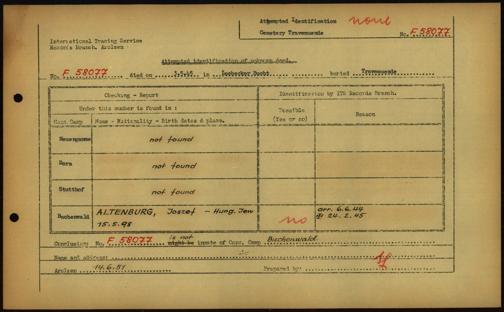 Attempted Identification none
Cemetery Travemuende No. F 58077
International Tracing Service
Records Branch, Arolsen
Attempted identification of unknown dead.
No. F 58077 died on 3.5.45 in Luebecker Bucht buried Travemuende
Checking - Report
Identification by ITS Records Branch.
Under this number is found in :
Possible
(Yes or no)
Reason
Conc. Camp Name - Nationality - Birth dates & place.
Neuengamme not found
Dora not found
Stutthof not found
Buchenwald ALTENBURG, Joszef - Hung. Jew
15.5.98
no
arr. 6.6.44
24.2.45
is not
Conclusion: No. F 58077 might be inmate of Conc. Camp Buchenwald
Name and address:
Arolsen 14.6.51 Prepared by: